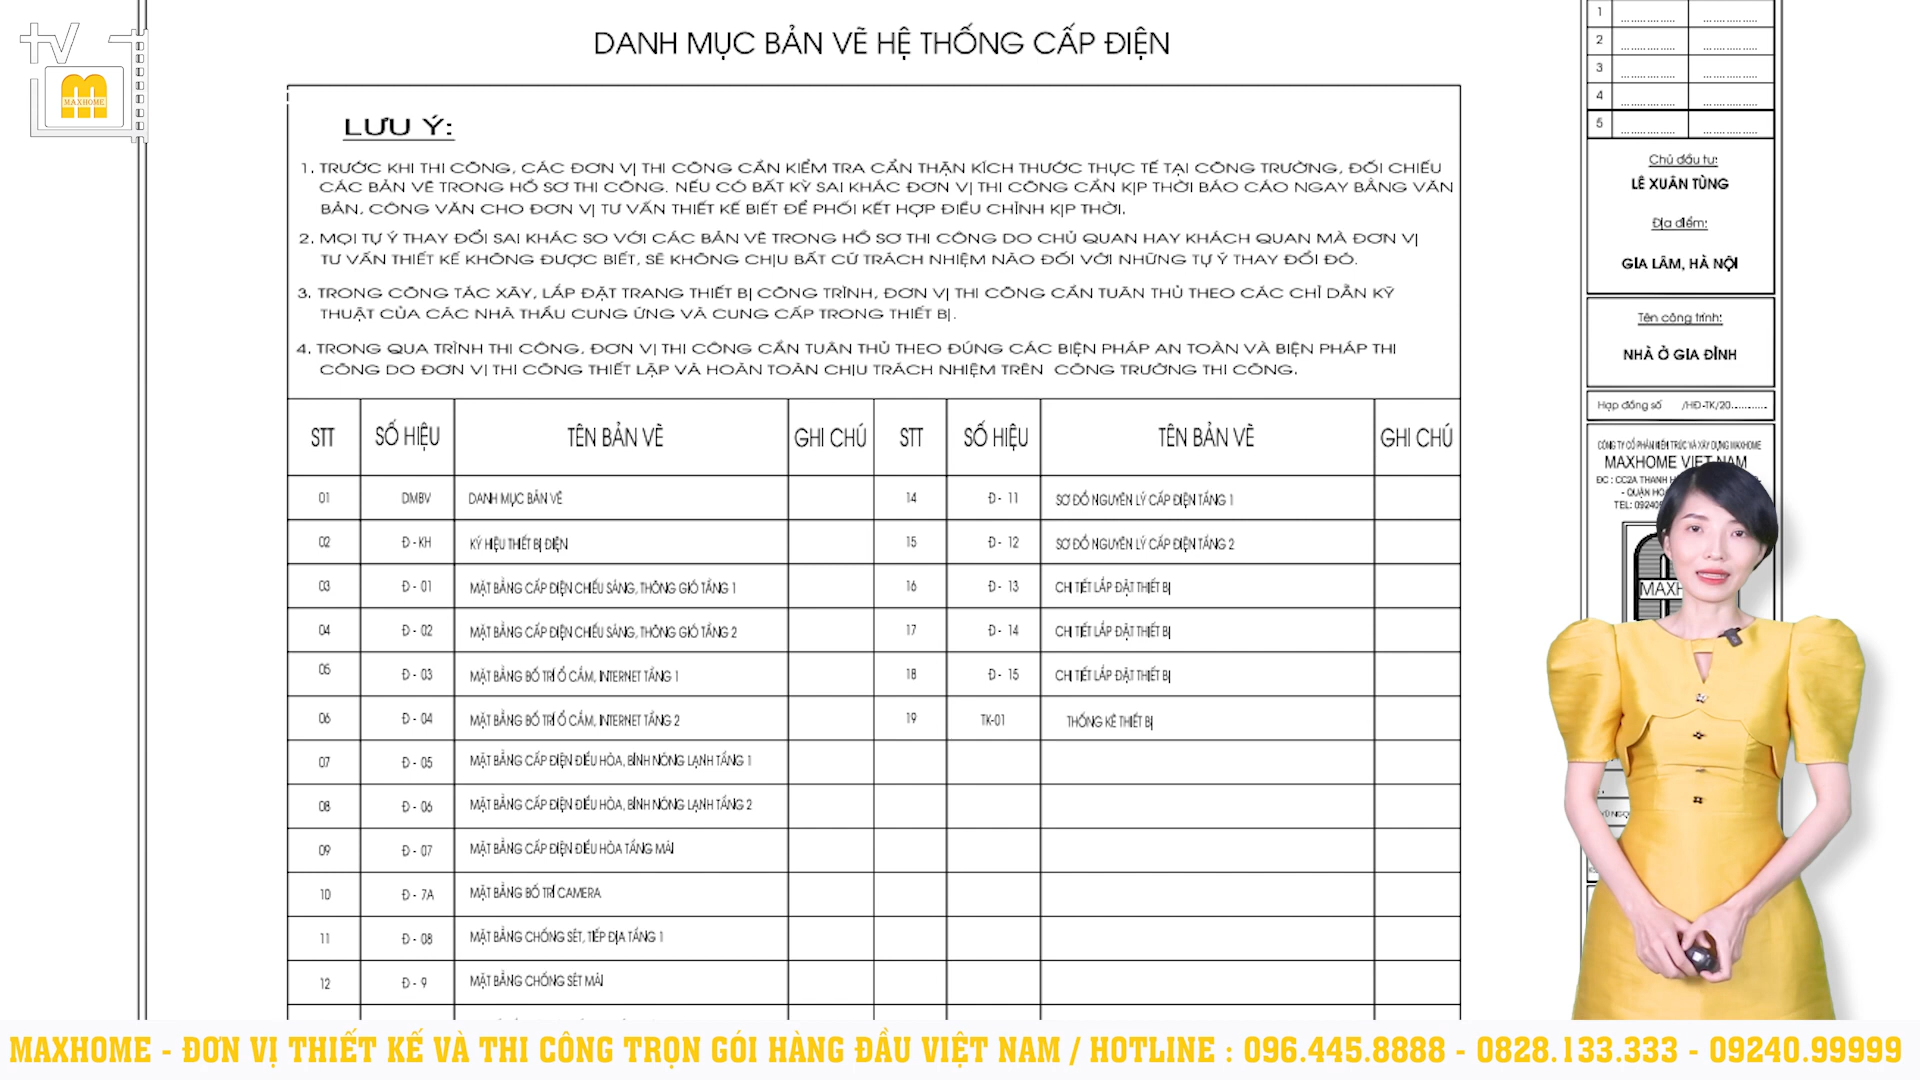 tv
MAXHOME
DANH MỤC BẢN VẼ HỆ THỐNG CẤP ĐIỆN
LƯU Ý:
1. TRƯỚC KHI THI CÔNG, CÁC ĐƠN VỊ THI CÔNG CẦN KIỂM TRA CẨN THẬN KÍCH THƯỚC THỰC TẾ TẠI CÔNG TRƯỜNG, ĐỐI CHIẾU
CÁC BẢN VẼ TRONG HỒ SƠ THI CÔNG. NẾU CÓ BẤT KỲ SAI KHÁC ĐƠN VỊ THI CÔNG CẦN KỊP THỜI BÁO CÁO NGAY BẰNG VĂN
BẢN, CÔNG VĂN CHO ĐƠN VỊ TƯ VẤN THIẾT KẾ BIẾT ĐỂ PHỐI KẾT HỢP ĐIỀU CHỈNH KỊP THỜI.
2. MỌI TỰ Ý THAY ĐỔI SAI KHÁC SO VỚI CÁC BẢN VẼ TRONG HỒ SƠ THI CÔNG DO CHỦ QUAN HAY KHÁCH QUAN MÀ ĐƠN VỊ
TƯ VẤN THIẾT KẾ KHÔNG ĐƯỢC BIẾT, SẼ KHÔNG CHỊU BẤT CỨ TRÁCH NHIỆM NÀO ĐỐI VỚI NHỮNG TỰ Ý THAY ĐỔI ĐÓ.
3. TRONG CÔNG TÁC XÂY, LẮP ĐẶT TRANG THIẾT BỊ CÔNG TRÌNH, ĐƠN VỊ THI CÔNG CẦN TUÂN THỦ THEO CÁC CHỈ DẪN KỸ
THUẬT CỦA CÁC NHÀ THẦU CUNG ỨNG VÀ CUNG CẤP TRONG THIẾT BỊ.
4. TRONG QUA TRÌNH THI CÔNG, ĐƠN VỊ THI CÔNG CẦN TUÂN THỦ THEO ĐÚNG CÁC BIỆN PHÁP AN TOÀN VÀ BIỆN PHÁP THI
CÔNG DO ĐƠN VỊ THI CÔNG THIẾT LẬP VÀ HOÀN TOÀN CHỊU TRÁCH NHIỆM TRÊN CÔNG TRƯỜNG THI CÔNG.
STT SỐ HIỆU TÊN BẢN VẼ GHI CHÚ STT SỐ HIỆU TÊN BẢN VẼ GHI CHÚ
01 DMBV DANH MỤC BẢN VẼ 14 Đ - 11 SƠ ĐỒ NGUYÊN LÝ CẤP ĐIỆN TẦNG 1
02 Đ - KH KÝ HIỆU THIẾT BỊ ĐIỆN 15 Đ - 12 SƠ ĐỒ NGUYÊN LÝ CẤP ĐIỆN TẦNG 2
03 Đ - 01 MẶT BẰNG CẤP ĐIỆN CHIẾU SÁNG, THÔNG GIÓ TẦNG 1 16 Đ - 13 CHI TIẾT LẮP ĐẶT THIẾT BỊ
04 Đ - 02 MẶT BẰNG CẤP ĐIỆN CHIẾU SÁNG, THÔNG GIÓ TẦNG 2 17 Đ - 14 CHI TIẾT LẮP ĐẶT THIẾT BỊ
05 Đ - 03 MẶT BẰNG BỐ TRÍ Ổ CẮM, INTERNET TẦNG 1 18 Đ - 15 CHI TIẾT LẮP ĐẶT THIẾT BỊ
06 Đ - 04 MẶT BẰNG BỐ TRÍ Ổ CẮM, INTERNET TẦNG 2 19 TK-01 THỐNG KÊ THIẾT BỊ
07 Đ - 05 MẶT BẰNG CẤP ĐIỆN ĐIỀU HÒA, BÌNH NÓNG LẠNH TẦNG 1
08 Đ - 06 MẶT BẰNG CẤP ĐIỆN ĐIỀU HÒA, BÌNH NÓNG LẠNH TẦNG 2
09 Đ - 07 MẶT BẰNG CẤP ĐIỆN ĐIỀU HÒA TẦNG MÁI
10 Đ - 7A MẶT BẰNG BỐ TRÍ CAMERA
11 Đ - 08 MẶT BẰNG CHỐNG SÉT, TIẾP ĐỊA TẦNG 1
12 Đ - 9 MẶT BẰNG CHỐNG SÉT MÁI
1 ................ ................
2 ................ ................
3 ................ ................
4 ................ ................
5 ................ ................
Chủ đầu tư:
LÊ XUÂN TÙNG
Địa điểm:
GIA LÂM, HÀ NỘI
Tên công trình:
NHÀ Ở GIA ĐÌNH
Hợp đồng số /HĐ-TK/20...........
CÔNG TY CỔ PHẦN KIẾN TRÚC VÀ XÂY DỰNG MAXHOME
MAXHOME VIET NAM
ĐC : CC2A THANH
- QUẬN
TEL:
MAXHOME - ĐƠN VỊ THIẾT KẾ VÀ THI CÔNG TRỌN GÓI HÀNG ĐẦU VIỆT NAM / HOTLINE : 096.445.8888 - 0828.133.333 - 09240.99999